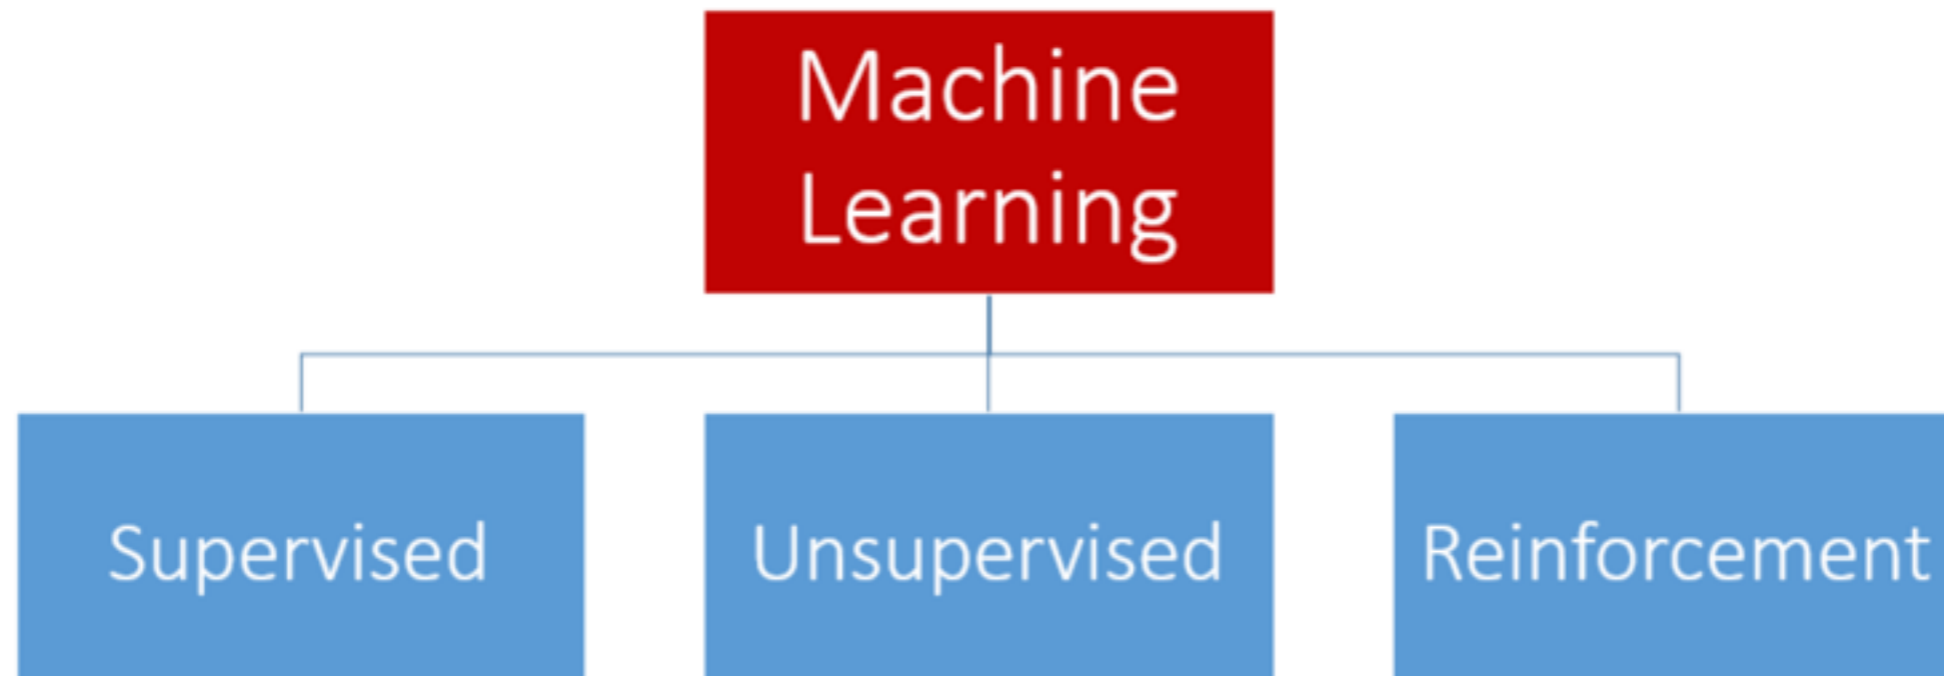 Machine
Learning
Supervised
Unsupervised
Reinforcement